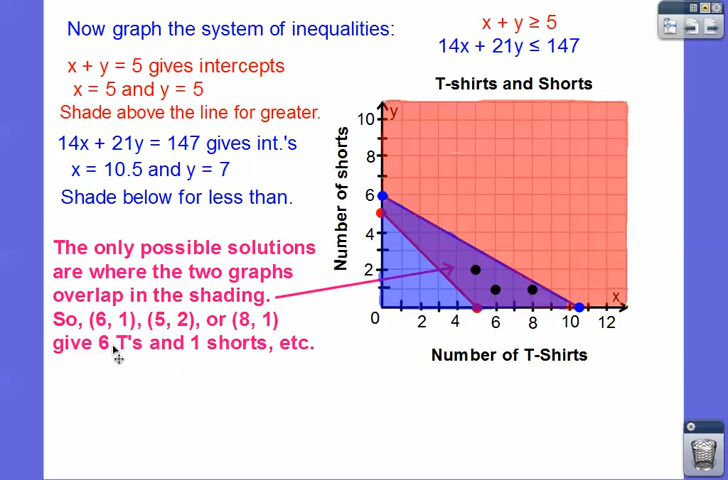 Now graph the system of inequalities:
x + y ≥ 5
14x + 21y ≤ 147
x + y = 5 gives intercepts
x = 5 and y = 5
Shade above the line for greater.
14x + 21y = 147 gives int.'s
x = 10.5 and y = 7
Shade below for less than.
The only possible solutions
are where the two graphs
overlap in the shading.
So, (6, 1), (5, 2), or (8, 1)
give 6 T's and 1 shorts, etc.
T-shirts and Shorts
Number of shorts
y
10
8
6
4
2
0
2
4
6
8
10
12
x
Number of T-Shirts